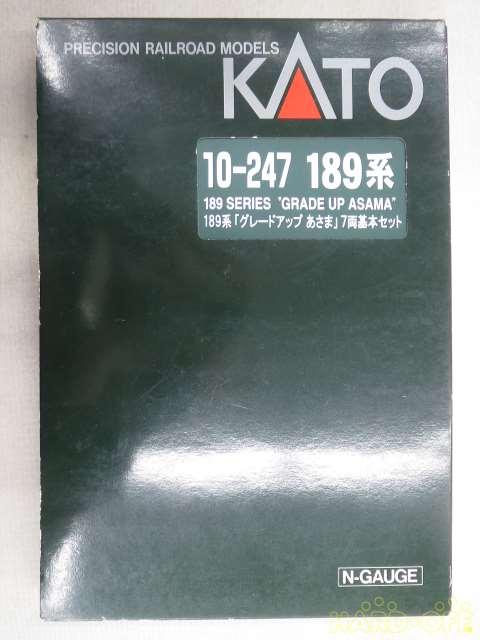 PRECISION RAILROAD MODELS
KATO
10-247 189系
189 SERIES "GRADE UP ASAMA"
189系「グレードアップ あさま」7両基本セット
N-GAUGE